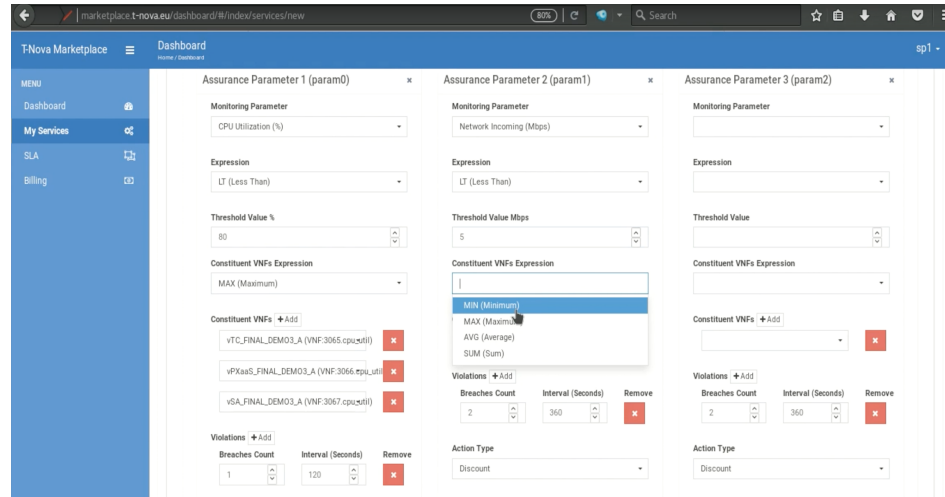 marketplace.t-nova.eu/dashboard/#/index/services/new
80%
Search
T-Nova Marketplace
Dashboard
Home / Dashboard
sp1
MENU
Dashboard
My Services
SLA
Billing
Assurance Parameter 1 (param0)
×
Monitoring Parameter
CPU Utilization (%)
Expression
LT (Less Than)
Threshold Value %
80
Constituent VNFs Expression
MAX (Maximum)
Constituent VNFs
+Add
vTC_FINAL_DEMO3_A (VNF:3065.cpu_util)
×
vPXaaS_FINAL_DEMO3_A (VNF:3066.cpu_util
×
vSA_FINAL_DEMO3_A (VNF:3067.cpu_util)
×
Violations
+Add
Breaches Count Interval (Seconds) Remove
1 120 ×
Assurance Parameter 2 (param1)
×
Monitoring Parameter
Network Incoming (Mbps)
Expression
LT (Less Than)
Threshold Value Mbps
5
Constituent VNFs Expression
MIN (Minimum)
MAX (Maximum)
AVG (Average)
SUM (Sum)
Violations
+Add
Breaches Count Interval (Seconds) Remove
2 360 ×
Action Type
Discount
Assurance Parameter 3 (param2)
×
Monitoring Parameter
Expression
Threshold Value
Constituent VNFs Expression
Constituent VNFs
+Add
×
Violations
+Add
Breaches Count Interval (Seconds) Remove
2 360 ×
Action Type
Discount